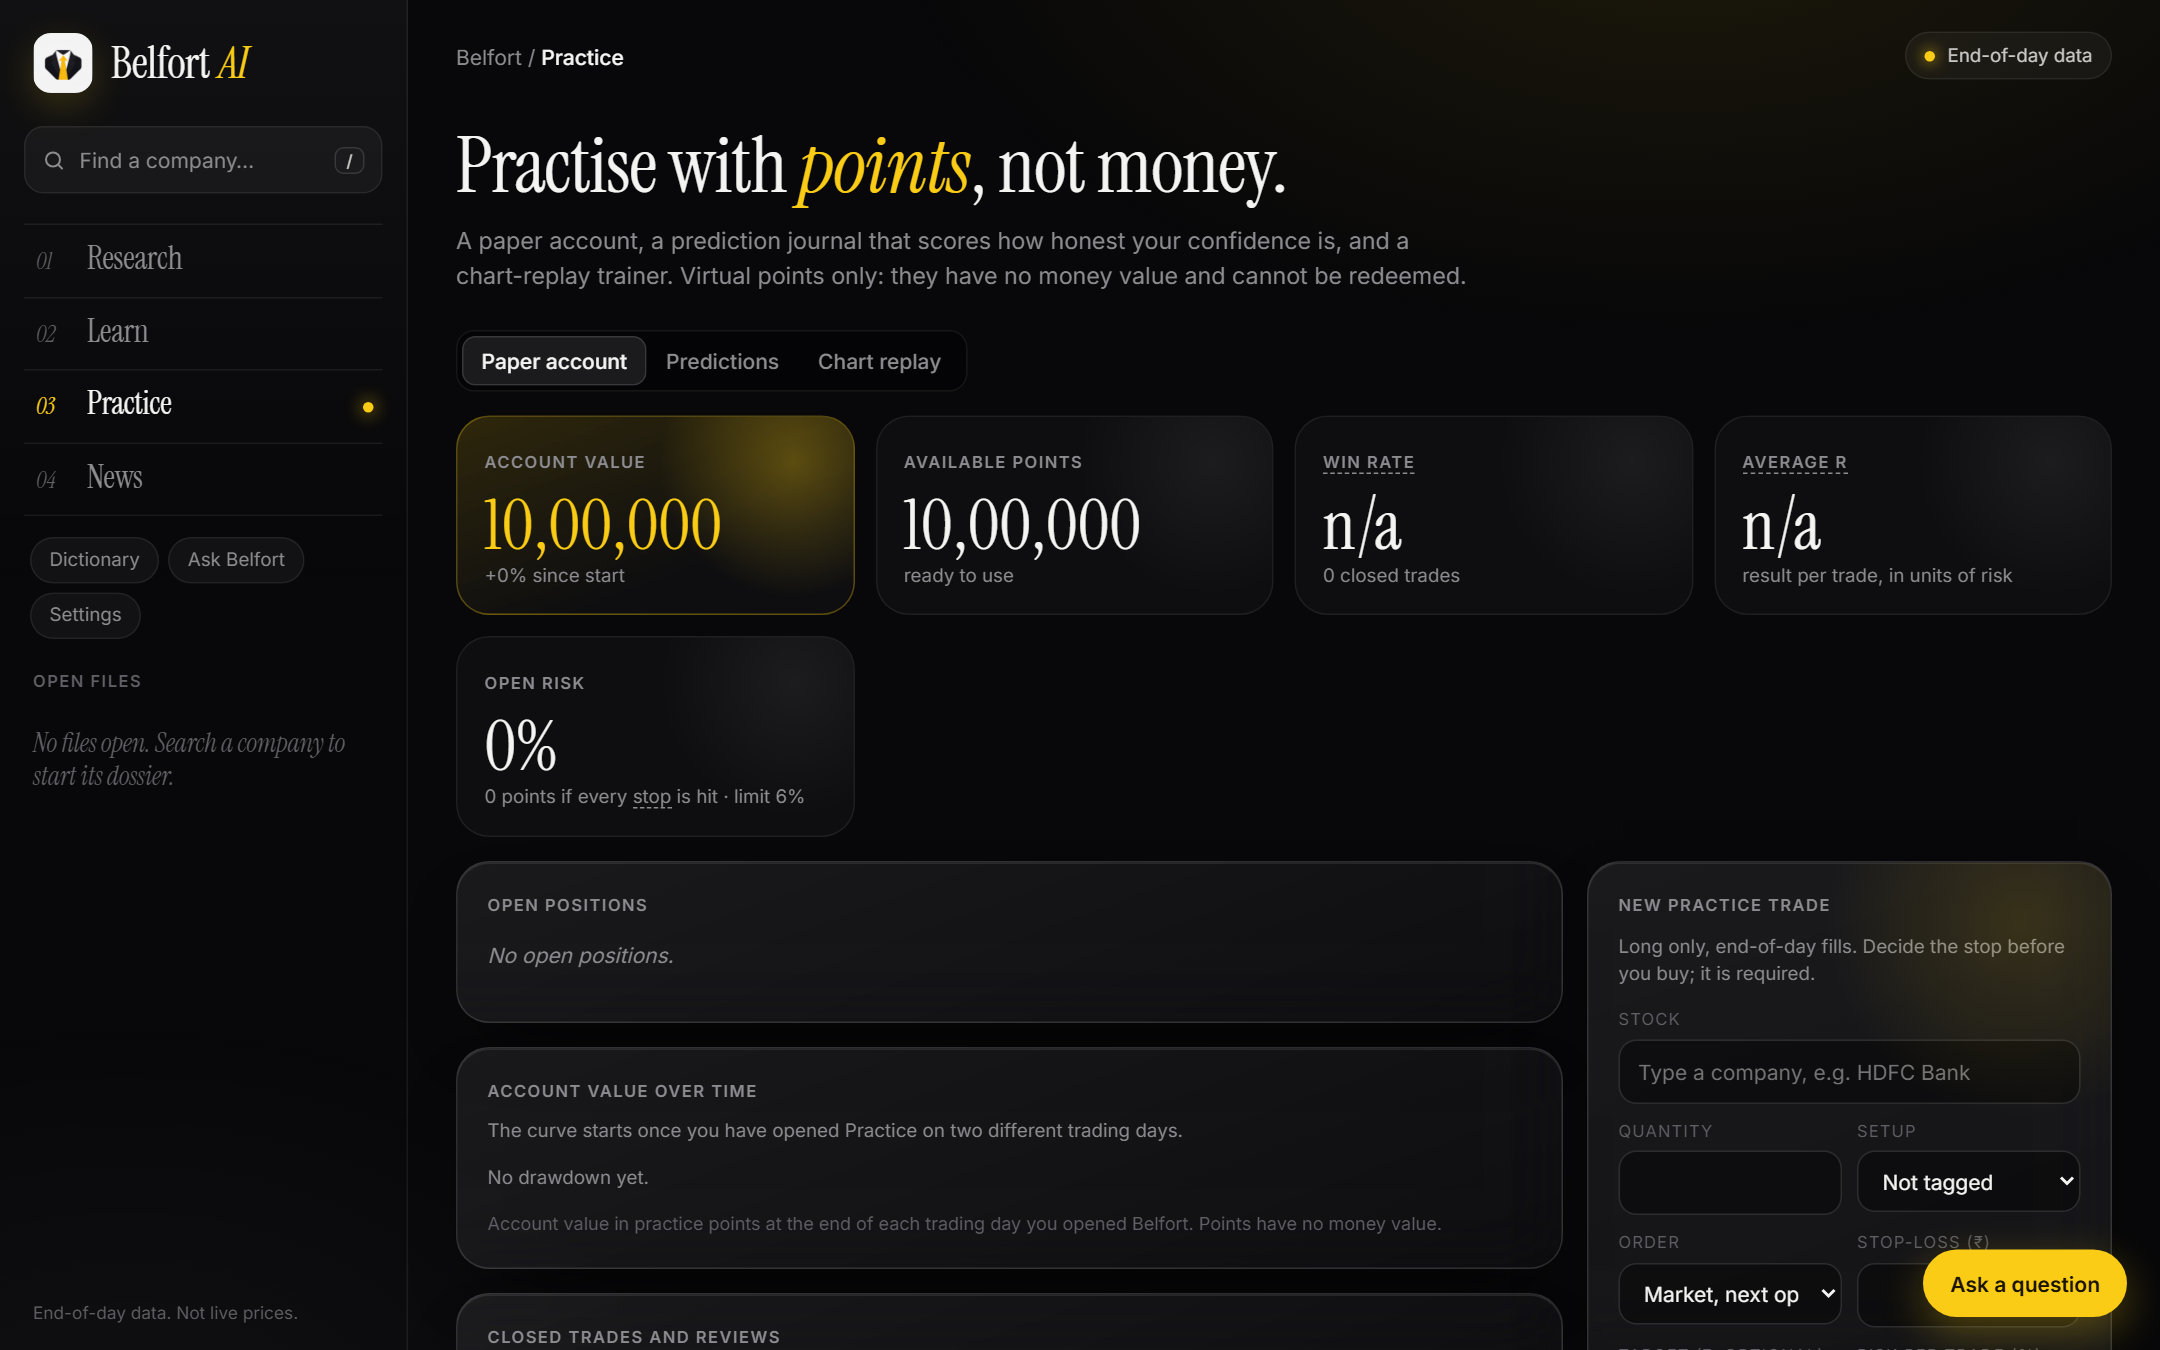 Belfort AI
Find a company... /
01 Research
02 Learn
03 Practice
04 News
Dictionary
Ask Belfort
Settings
OPEN FILES
No files open. Search a company to
start its dossier.
End-of-day data. Not live prices.
Belfort / Practice
End-of-day data
Practise with points, not money.
A paper account, a prediction journal that scores how honest your confidence is, and a
chart-replay trainer. Virtual points only: they have no money value and cannot be redeemed.
Paper account
Predictions
Chart replay
ACCOUNT VALUE
10,00,000
+0% since start
AVAILABLE POINTS
10,00,000
ready to use
WIN RATE
n/a
0 closed trades
AVERAGE R
n/a
result per trade, in units of risk
OPEN RISK
0%
0 points if every stop is hit · limit 6%
OPEN POSITIONS
No open positions.
ACCOUNT VALUE OVER TIME
The curve starts once you have opened Practice on two different trading days.
No drawdown yet.
Account value in practice points at the end of each trading day you opened Belfort. Points have no money value.
CLOSED TRADES AND REVIEWS
NEW PRACTICE TRADE
Long only, end-of-day fills. Decide the stop before
you buy; it is required.
STOCK
Type a company, e.g. HDFC Bank
QUANTITY
SETUP
Not tagged
ORDER
STOP-LOSS (₹)
Market, next op
Ask a question